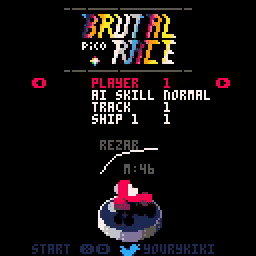 BRUTAL
PICO RACE
PLAYER 1
AI SKILL NORMAL
TRACK 1
SHIP 1 1
REZAR
M:46
START YOURYKIKI